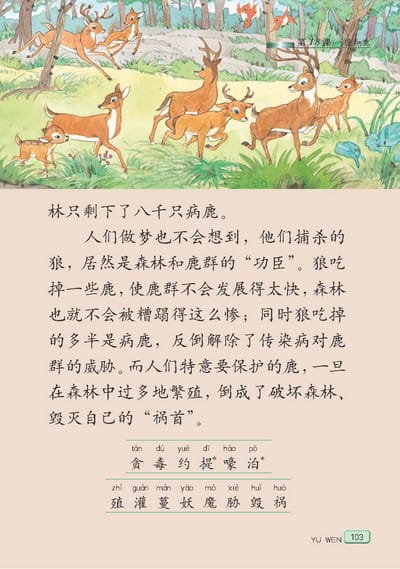 第18课
林只剩下了八千只病鹿。
人们做梦也不会想到，他们捕杀的
狼，居然是森林和鹿群的“功臣”。狼吃
掉一些鹿，使鹿群不会发展得太快，森林
也就不会被糟蹋得这么惨；同时狼吃掉
的多半是病鹿，反倒解除了传染病对鹿
群的威胁。而人们特意要保护的鹿，一旦
在森林中过多地繁殖，倒成了破坏森林、
毁灭自己的“祸首”。
tān dú yuē dī háo pō
贪 毒 约 提* 嚎 泊*
zhí guàn màn yāo mó xié huǐ huò
殖 灌 蔓 妖 魔 胁 毁 祸
YU WEN 103